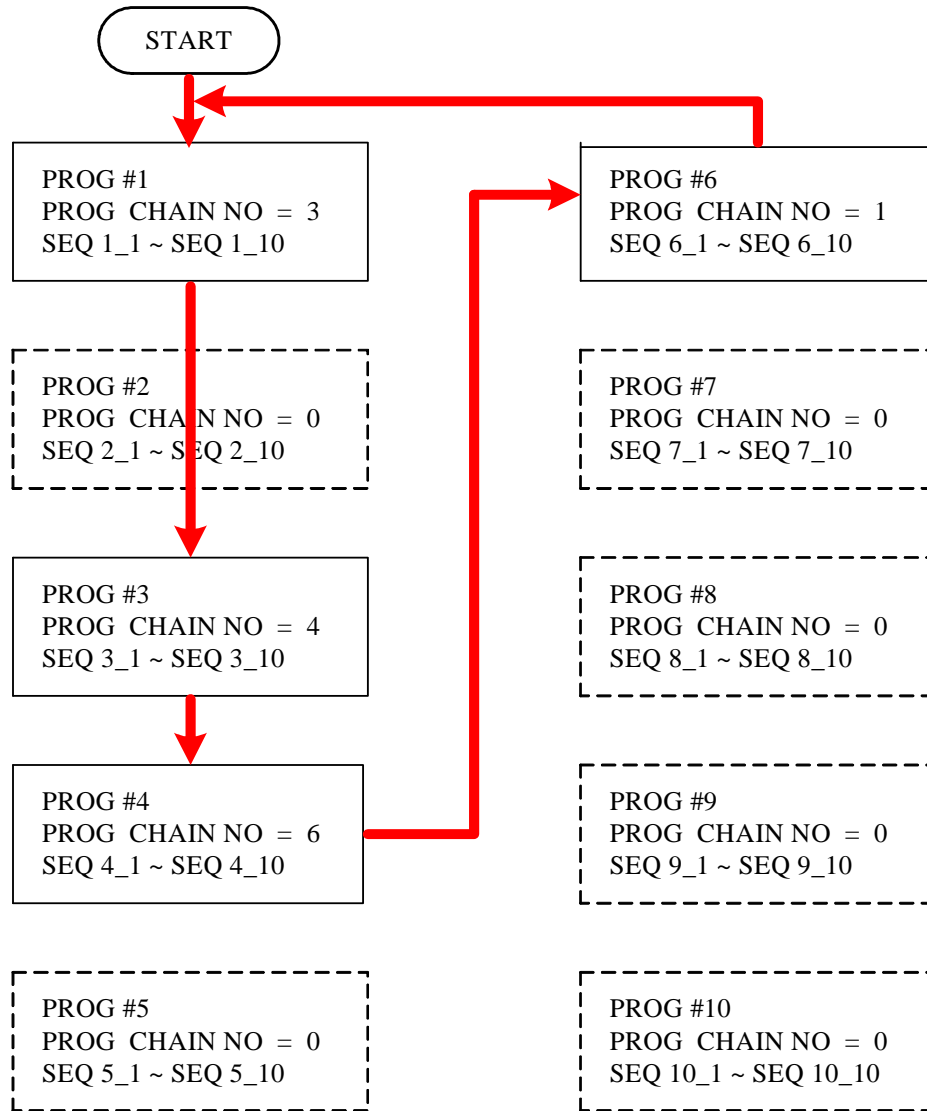 START
PROG #1
PROG CHAIN NO = 3
SEQ 1_1 ~ SEQ 1_10
PROG #2
PROG CHAIN NO = 0
SEQ 2_1 ~ SEQ 2_10
PROG #3
PROG CHAIN NO = 4
SEQ 3_1 ~ SEQ 3_10
PROG #4
PROG CHAIN NO = 6
SEQ 4_1 ~ SEQ 4_10
PROG #5
PROG CHAIN NO = 0
SEQ 5_1 ~ SEQ 5_10
PROG #6
PROG CHAIN NO = 1
SEQ 6_1 ~ SEQ 6_10
PROG #7
PROG CHAIN NO = 0
SEQ 7_1 ~ SEQ 7_10
PROG #8
PROG CHAIN NO = 0
SEQ 8_1 ~ SEQ 8_10
PROG #9
PROG CHAIN NO = 0
SEQ 9_1 ~ SEQ 9_10
PROG #10
PROG CHAIN NO = 0
SEQ 10_1 ~ SEQ 10_10